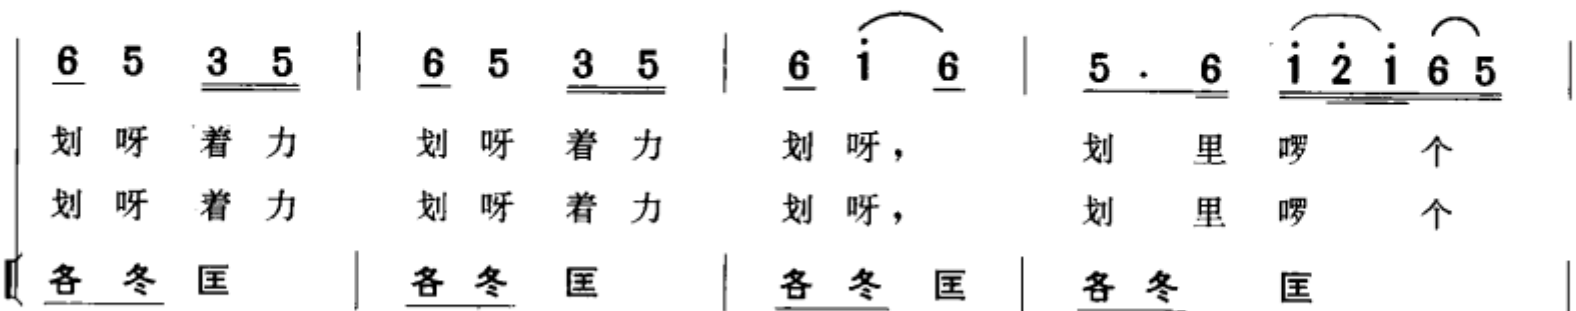 6 5 3 5 | 6 5 3 5 | 6 i 6 | 5 . 6 i 2̇ i 6 5 |
划 呀 着 力 划 呀 着 力 划 呀， 划 里 啰 个
划 呀 着 力 划 呀 着 力 划 呀， 划 里 啰 个
各 冬 匡 | 各 冬 匡 | 各 冬 匡 | 各 冬 匡 |